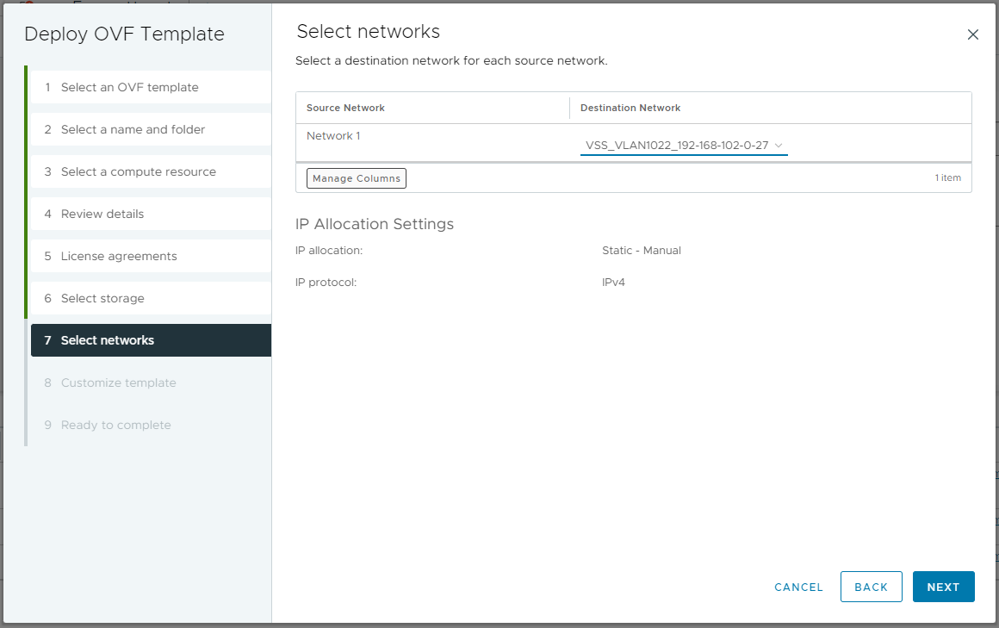 Deploy OVF Template
1 Select an OVF template
2 Select a name and folder
3 Select a compute resource
4 Review details
5 License agreements
6 Select storage
7 Select networks
8 Customize template
9 Ready to complete
Select networks
Select a destination network for each source network.
Source Network Destination Network
Network 1 VSS_VLAN1022_192-168-102-0-27
Manage Columns 1 item
IP Allocation Settings
IP allocation: Static - Manual
IP protocol: IPv4
CANCEL BACK NEXT